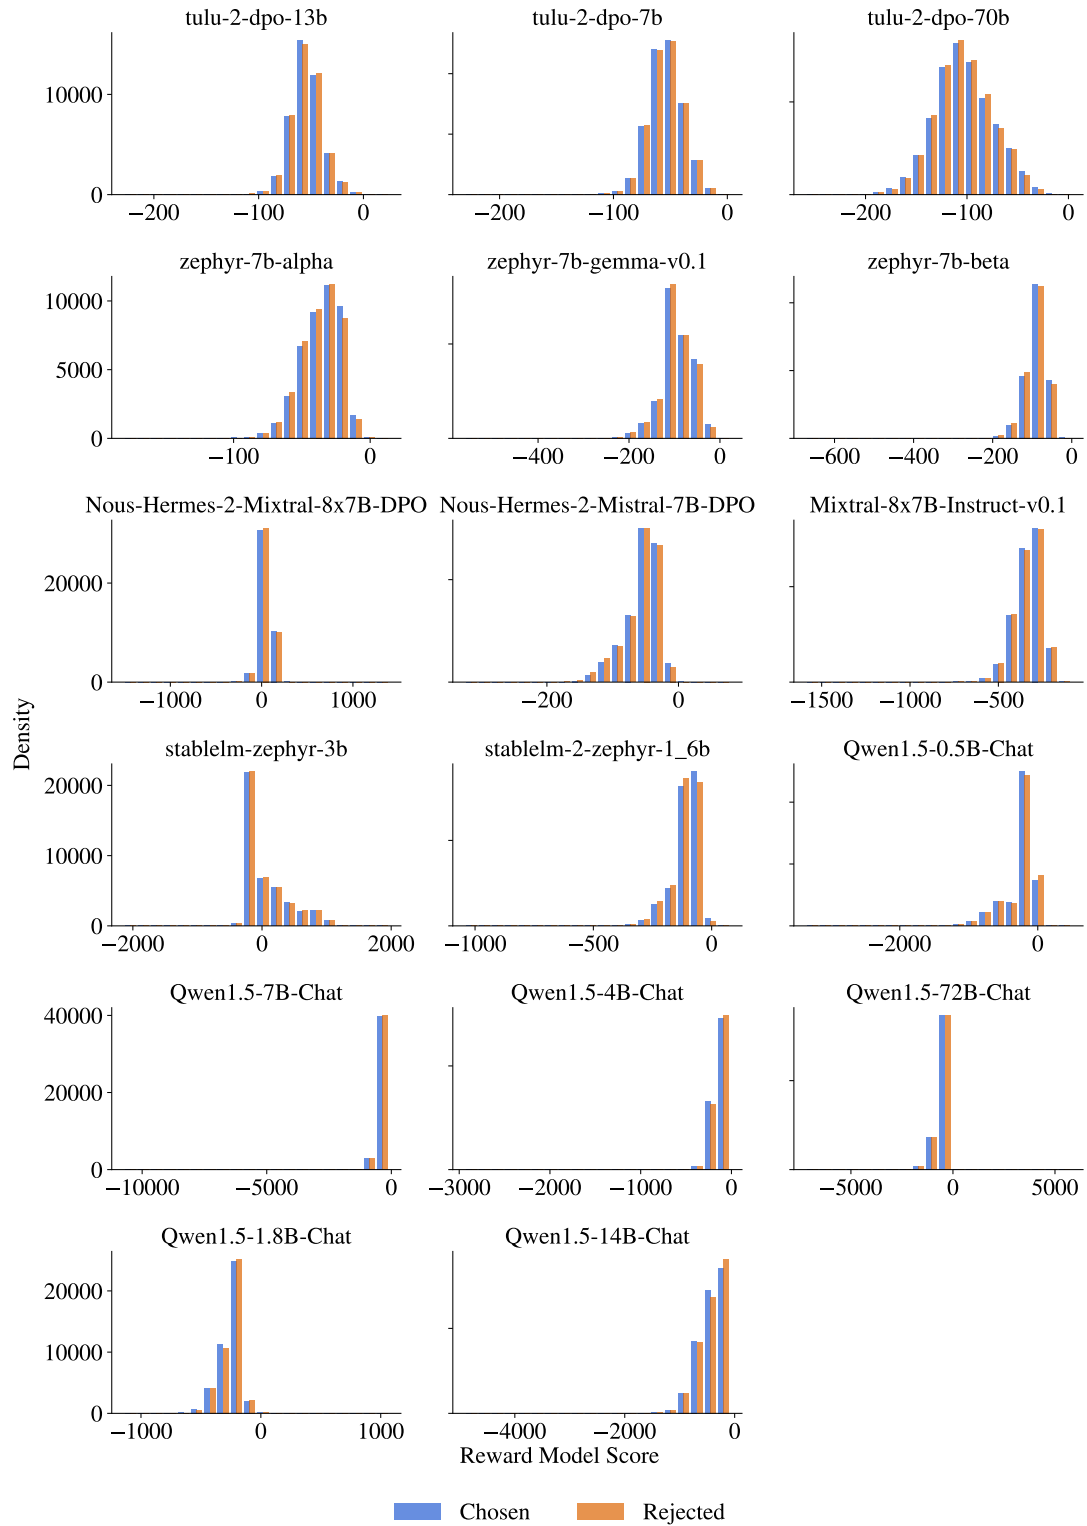 tulu-2-dpo-13b tulu-2-dpo-7b tulu-2-dpo-70b
10000
0
−200 −100 0 −200 −100 0 −200 −100 0
zephyr-7b-alpha zephyr-7b-gemma-v0.1 zephyr-7b-beta
10000
5000
0
−100 0 −400 −200 0 −600 −400 −200 0
Nous-Hermes-2-Mixtral-8x7B-DPO Nous-Hermes-2-Mistral-7B-DPO Mixtral-8x7B-Instruct-v0.1
20000
0
−1000 0 1000 −200 0 −1500 −1000 −500
Density
stablelm-zephyr-3b stablelm-2-zephyr-1_6b Qwen1.5-0.5B-Chat
20000
10000
0
−2000 0 2000 −1000 −500 0 −2000 0
Qwen1.5-7B-Chat Qwen1.5-4B-Chat Qwen1.5-72B-Chat
40000
20000
0
−10000 −5000 0 −3000 −2000 −1000 0 −5000 0 5000
Qwen1.5-1.8B-Chat Qwen1.5-14B-Chat
20000
10000
0
−1000 0 1000 −4000 −2000 0
Reward Model Score
Chosen Rejected